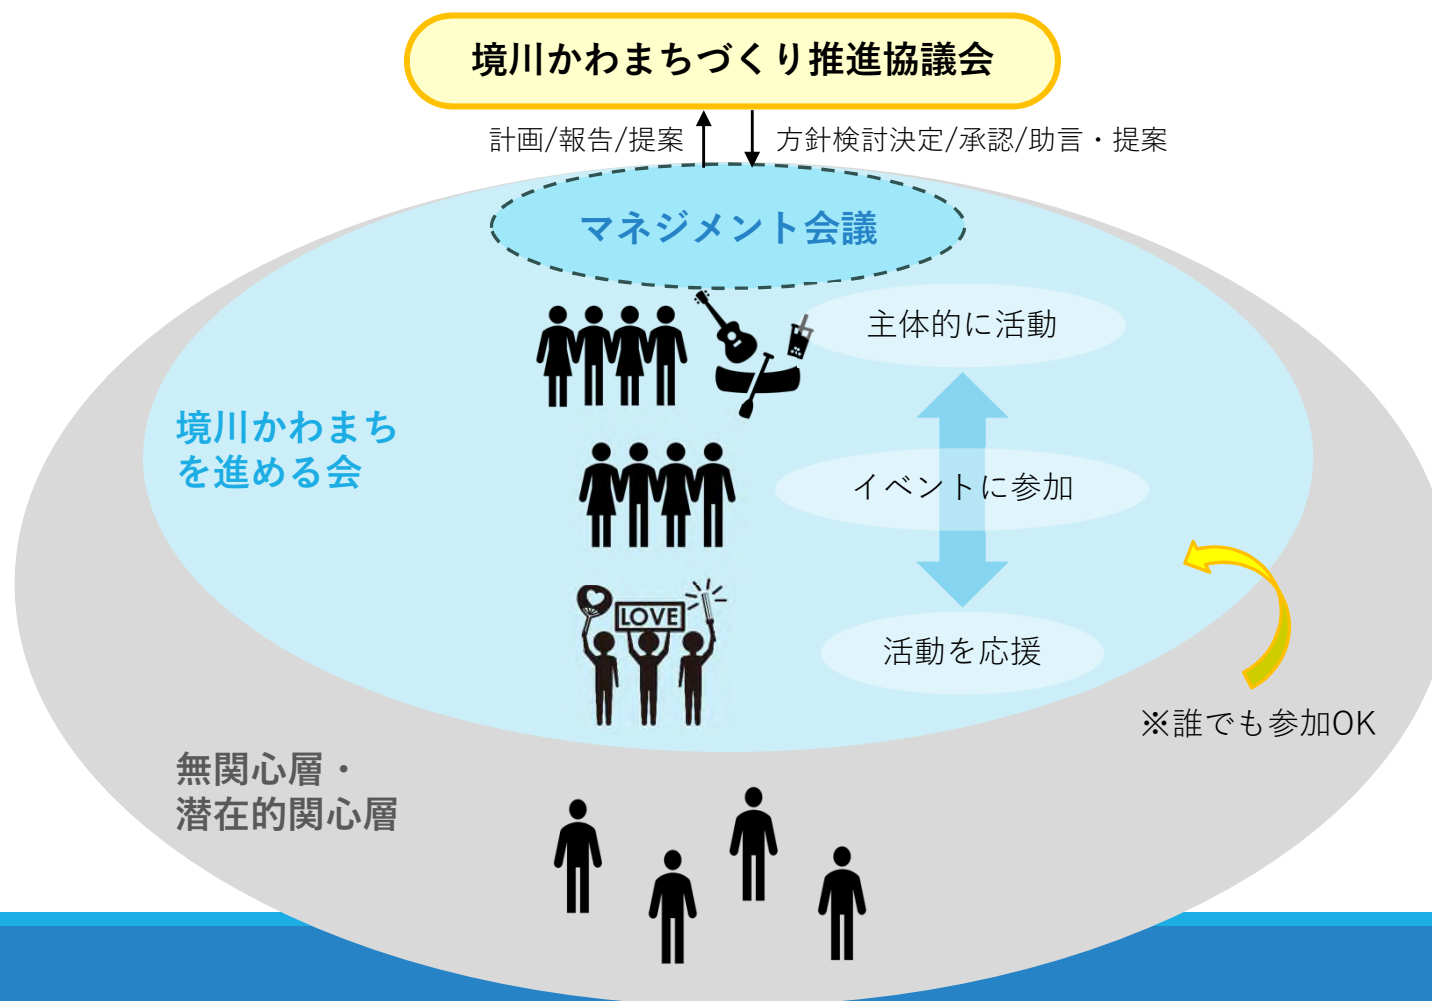 境川かわまちづくり推進協議会
計画/報告/提案
方針検討決定/承認/助言・提案
マネジメント会議
主体的に活動
境川かわまち
を進める会
イベントに参加
LOVE
活動を応援
※誰でも参加OK
無関心層・
潜在的関心層